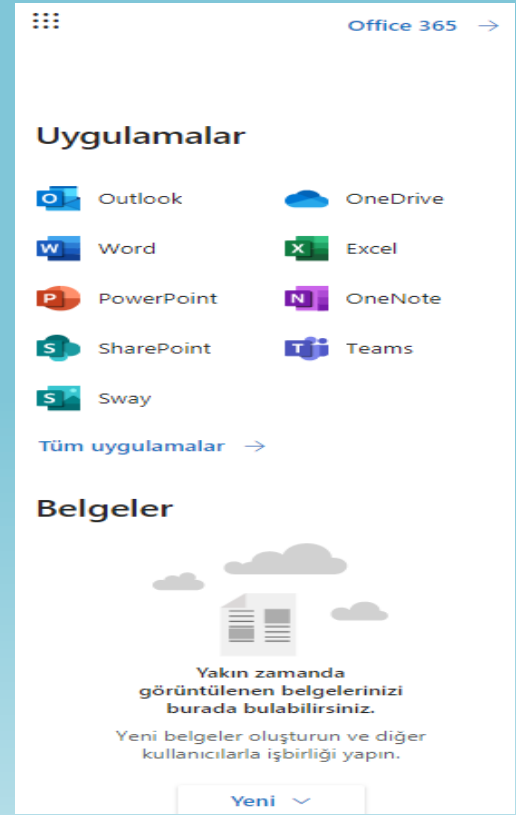 Office 365 →
Uygulamalar
Outlook
OneDrive
Word
Excel
PowerPoint
OneNote
SharePoint
Teams
Sway
Tüm uygulamalar →
Belgeler
Yakın zamanda
görüntülenen belgelerinizi
burada bulabilirsiniz.
Yeni belgeler oluşturun ve diğer
kullanıcılarla işbirliği yapın.
Yeni